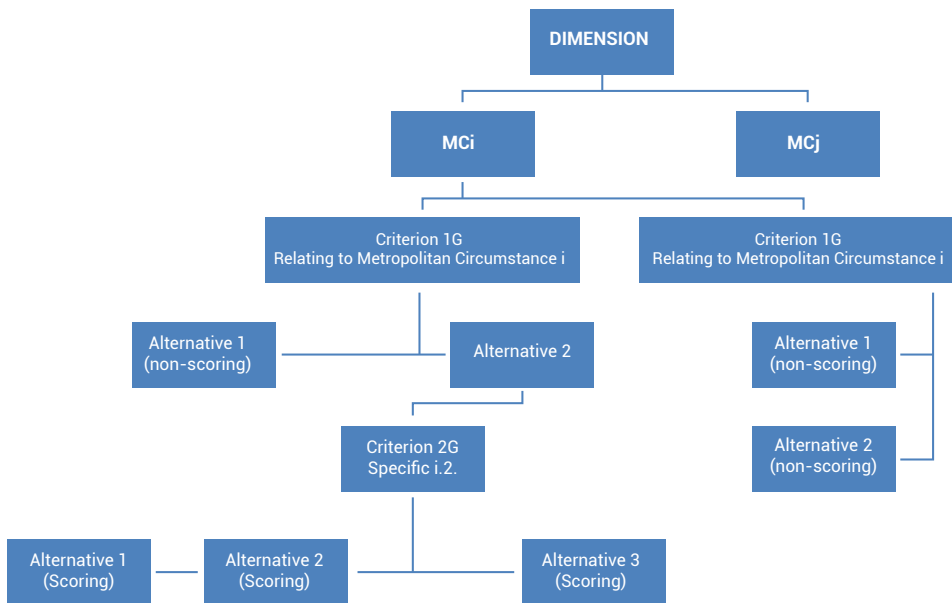 DIMENSION
MCi
MCj
Criterion 1G
Relating to Metropolitan Circumstance i
Criterion 1G
Relating to Metropolitan Circumstance i
Alternative 1
(non-scoring)
Alternative 2
Alternative 1
(non-scoring)
Criterion 2G
Specific i.2.
Alternative 2
(non-scoring)
Alternative 1
(Scoring)
Alternative 2
(Scoring)
Alternative 3
(Scoring)